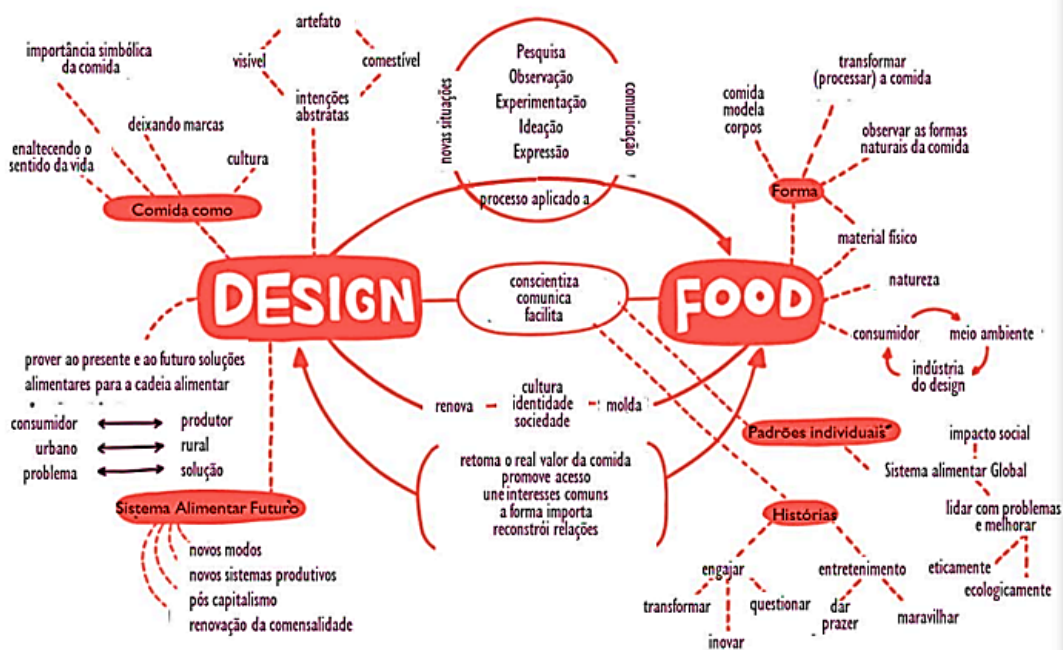 artefato
visível
comestível
intenções
abstratas
importância simbólica
da comida
deixando marcas
enaltecendo o
sentido da vida
cultura
Comida como
novas situações
Pesquisa
Observação
Experimentação
Ideação
Expressão
comunicação
processo aplicado a
comida
modela
corpos
transformar
(processar) a comida
observar as formas
naturais da comida
Forma
material físico
natureza
DESIGN
conscientiza
comunica
facilita
FOOD
consumidor
meio ambiente
indústria
do design
prover ao presente e ao futuro soluções
alimentares para a cadeia alimentar
consumidor
produtor
urbano
rural
problema
solução
renova
cultura
identidade
sociedade
molda
retoma o real valor da comida
promove acesso
une interesses comuns
a forma importa
reconstrói relações
Padrões individuais
impacto social
Sistema alimentar Global
lidar com problemas
e melhorar
eticamente
ecologicamente
Sistema Alimentar Futuro
novos modos
novos sistemas produtivos
pós capitalismo
renovação da comensalidade
Histórias
engajar
transformar
questionar
inovar
entretenimento
dar
prazer
maravilhar